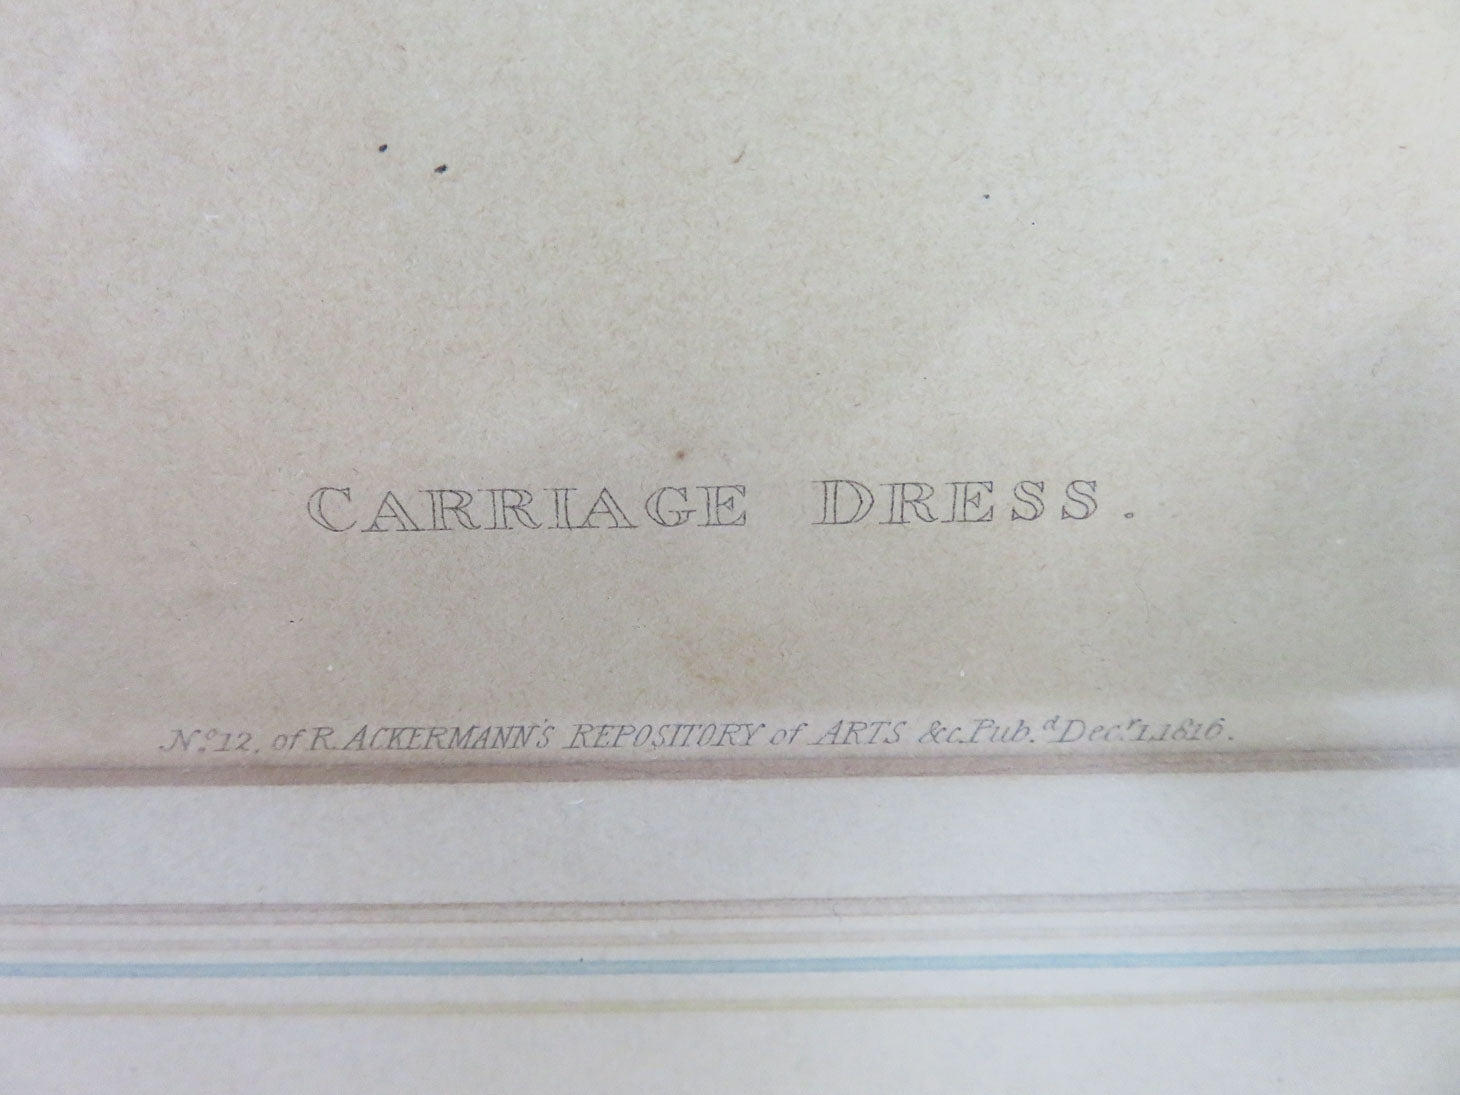 CARRIAGE DRESS.
N.º 12. of R. ACKERMANN'S REPOSITORY of ARTS &c. Pub.ᵈ Dec.ʳ 1.1816.